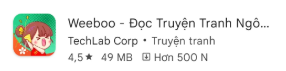 Weeboo - Đọc Truyện Tranh Ngô...
TechLab Corp • Truyện tranh
4,5★ 49 MB Hơn 500 N